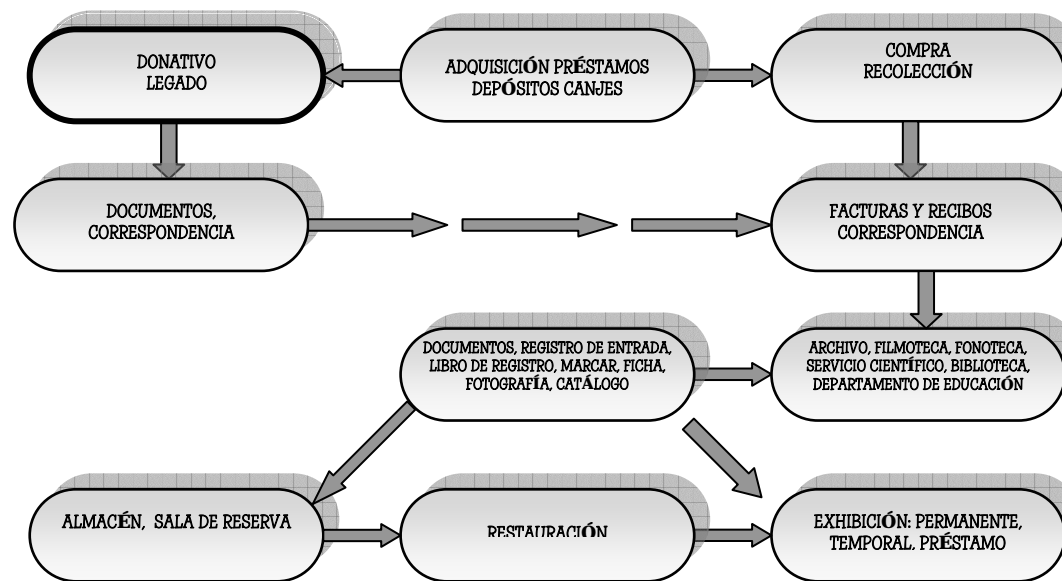 DONATIVO
LEGADO
ADQUISICIÓN PRÉSTAMOS
DEPÓSITOS CANJES
COMPRA
RECOLECCIÓN
DOCUMENTOS,
CORRESPONDENCIA
FACTURAS Y RECIBOS
CORRESPONDENCIA
DOCUMENTOS, REGISTRO DE ENTRADA,
LIBRO DE REGISTRO, MARCAR, FICHA,
FOTOGRAFÍA, CATÁLOGO
ARCHIVO, FILMOTECA, FONOTECA,
SERVICIO CIENTÍFICO, BIBLIOTECA,
DEPARTAMENTO DE EDUCACIÓN
ALMACÉN, SALA DE RESERVA
RESTAURACIÓN
EXHIBICIÓN: PERMANENTE,
TEMPORAL, PRÉSTAMO